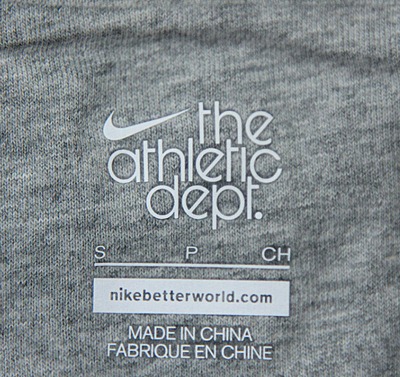 the
athletic
dept.
S P CH
nikebetterworld.com
MADE IN CHINA
FABRIQUE EN CHINE